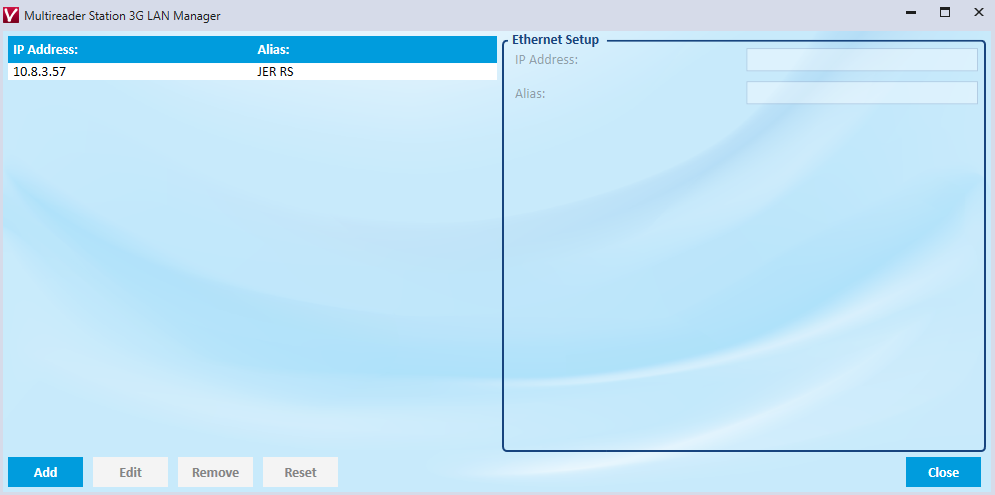 Multireader Station 3G LAN Manager
IP Address: Alias:
10.8.3.57 JER RS
Ethernet Setup
IP Address:
Alias:
Add Edit Remove Reset Close